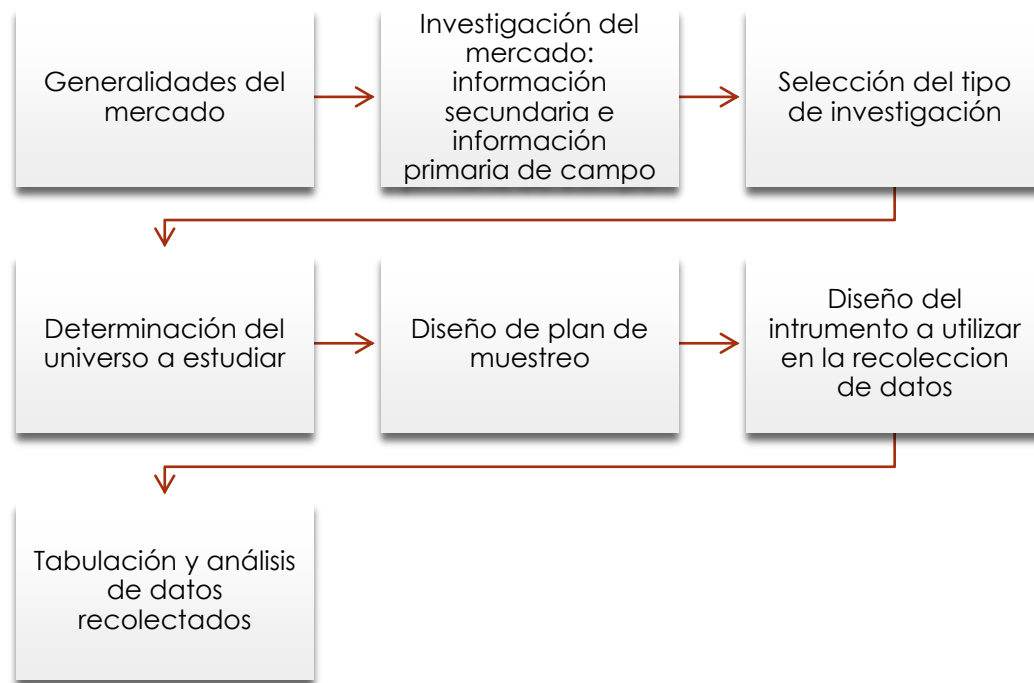 Generalidades del
mercado
Investigación del
mercado:
información
secundaria e
información
primaria de campo
Selección del tipo
de investigación
Determinación del
universo a estudiar
Diseño de plan de
muestreo
Diseño del
intrumento a utilizar
en la recoleccion
de datos
Tabulación y análisis
de datos
recolectados